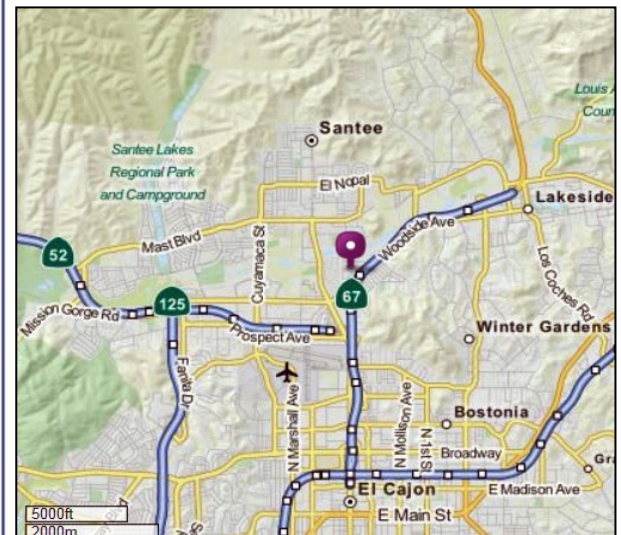 Louis
Coun
Santee
Santee Lakes
Regional Park
and Campground
El Nopal
Lakeside
Woodside Ave
Mast Blvd
Cuyamaca St
52
125
67
Los Coches Rd
Mission Gorge Rd
Prospect Ave
Winter Gardens
Fanita Dr
N Marshall Ave
N Mollison Ave
N 1st St
Bostonia
Broadway
Gra
El Cajon
E Madison Ave
E Main St
5000ft
2000m